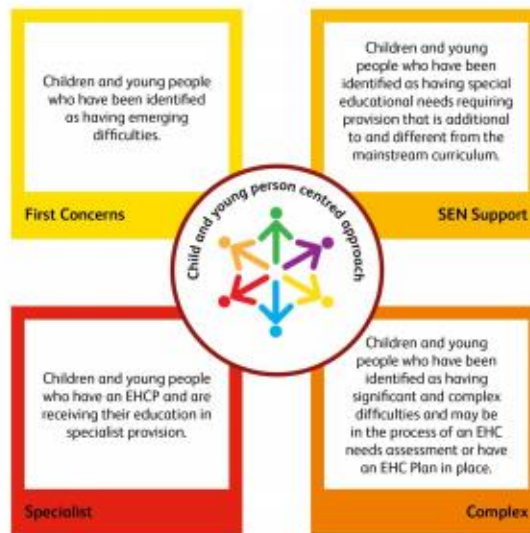 Children and young people
who have been identified
as having emerging
difficulties.
First Concerns
Children and young
people who have been
identified as having special
educational needs requiring
provision that is additional
to and different from the
mainstream curriculum.
SEN Support
Child and young person centred approach
Children and young people
who have an EHCP and are
receiving their education in
specialist provision.
Specialist
Children and young
people who have been
identified as having
significant and complex
difficulties and may be
in the process of an EHC
needs assessment or have
an EHC Plan in place.
Complex